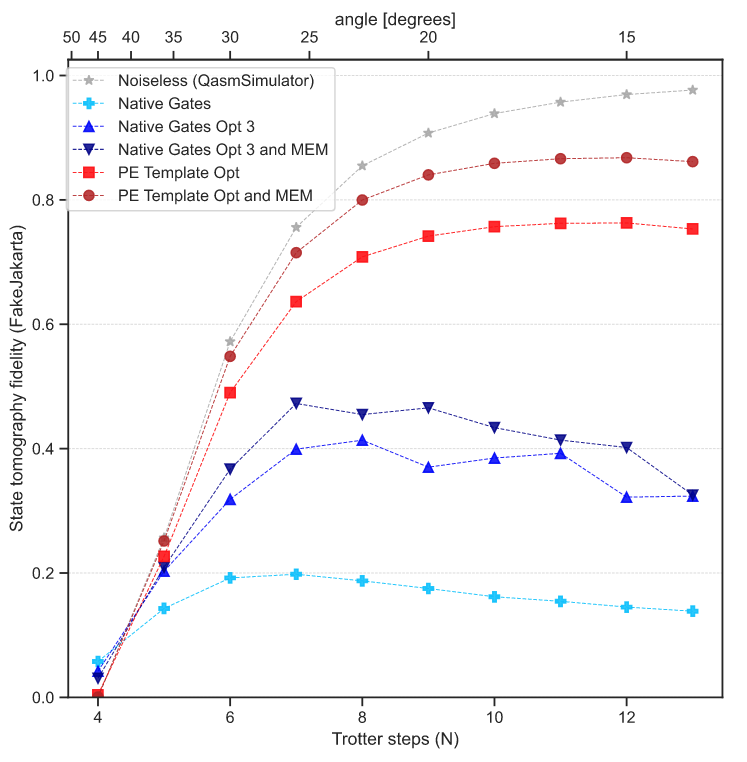 angle [degrees]
50 45 40 35 30 25 20 15
Noiseless (QasmSimulator)
Native Gates
Native Gates Opt 3
Native Gates Opt 3 and MEM
PE Template Opt
PE Template Opt and MEM
State tomography fidelity (FakeJakarta)
1.0
0.8
0.6
0.4
0.2
0.0
4 6 8 10 12
Trotter steps (N)